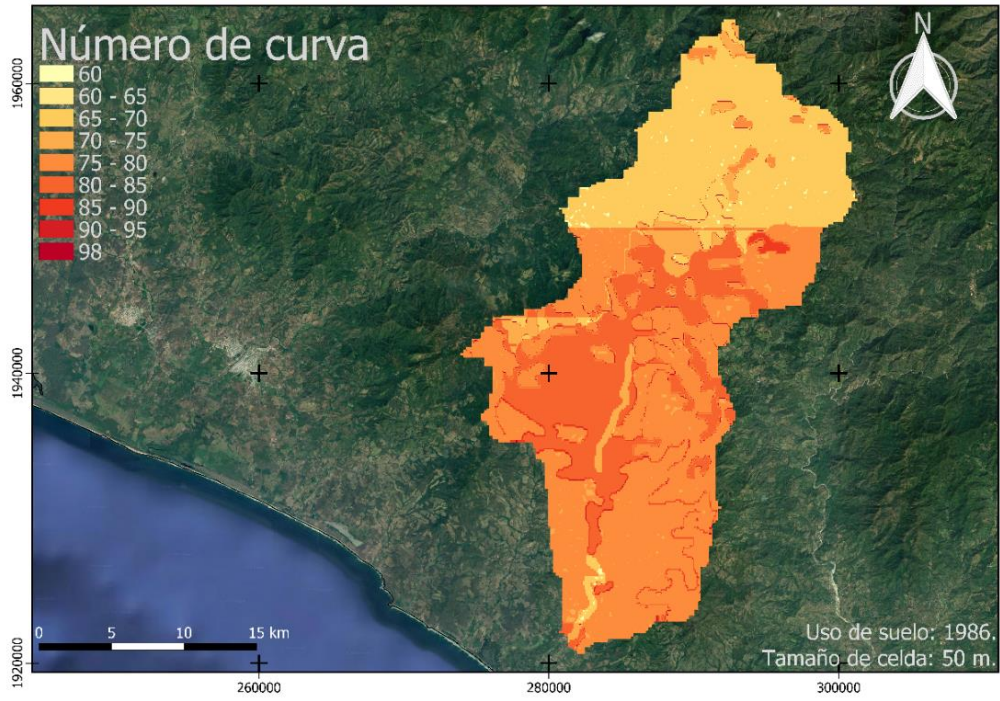 Número de curva
60
60 - 65
65 - 70
70 - 75
75 - 80
80 - 85
85 - 90
90 - 95
98
N
1960000
1940000
1920000
0 5 10 15 km
Uso de suelo: 1986.
Tamaño de celda: 50 m.
260000 280000 300000